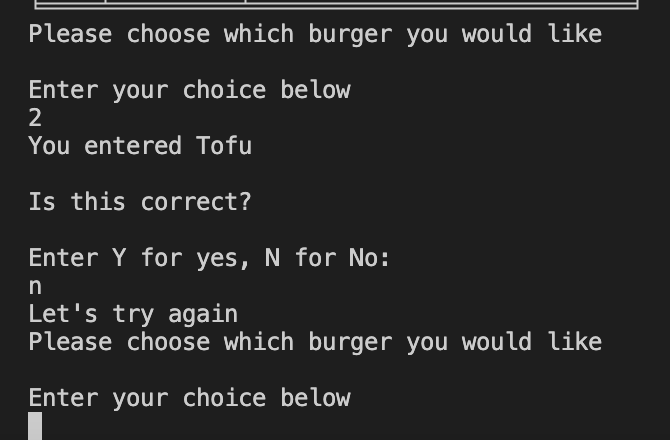 Please choose which burger you would like
Enter your choice below
2
You entered Tofu
Is this correct?
Enter Y for yes, N for No:
n
Let's try again
Please choose which burger you would like
Enter your choice below